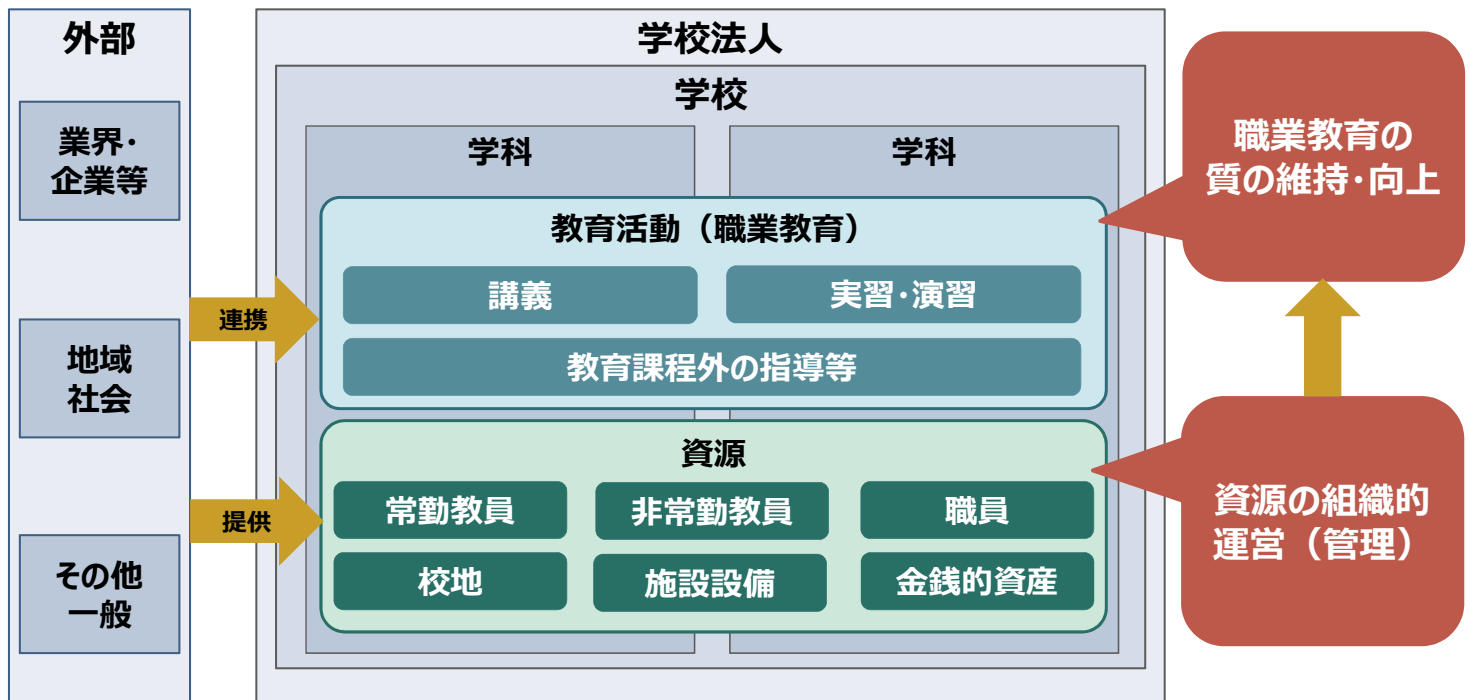 外部
業界・
企業等
地域
社会
その他
一般
連携
提供
学校法人
学校
学科
学科
教育活動（職業教育）
講義
実習・演習
教育課程外の指導等
資源
常勤教員
非常勤教員
職員
校地
施設設備
金銭的資産
職業教育の
質の維持・向上
資源の組織的
運営（管理）